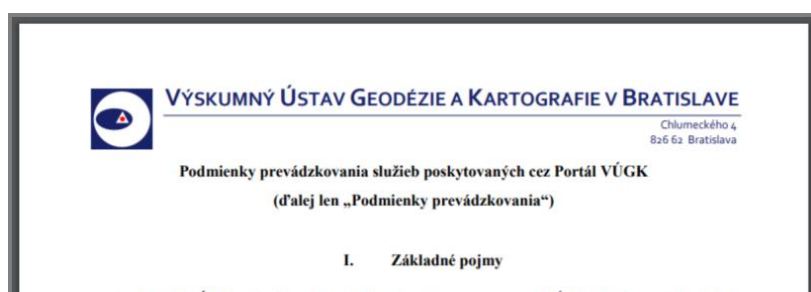 VÝSKUMNÝ ÚSTAV GEODÉZIE A KARTOGRAFIE V BRATISLAVE
Chlumeckého 4
826 62 Bratislava
Podmienky prevádzkovania služieb poskytovaných cez Portál VÚGK
(ďalej len „Podmienky prevádzkovania“)
I. Základné pojmy